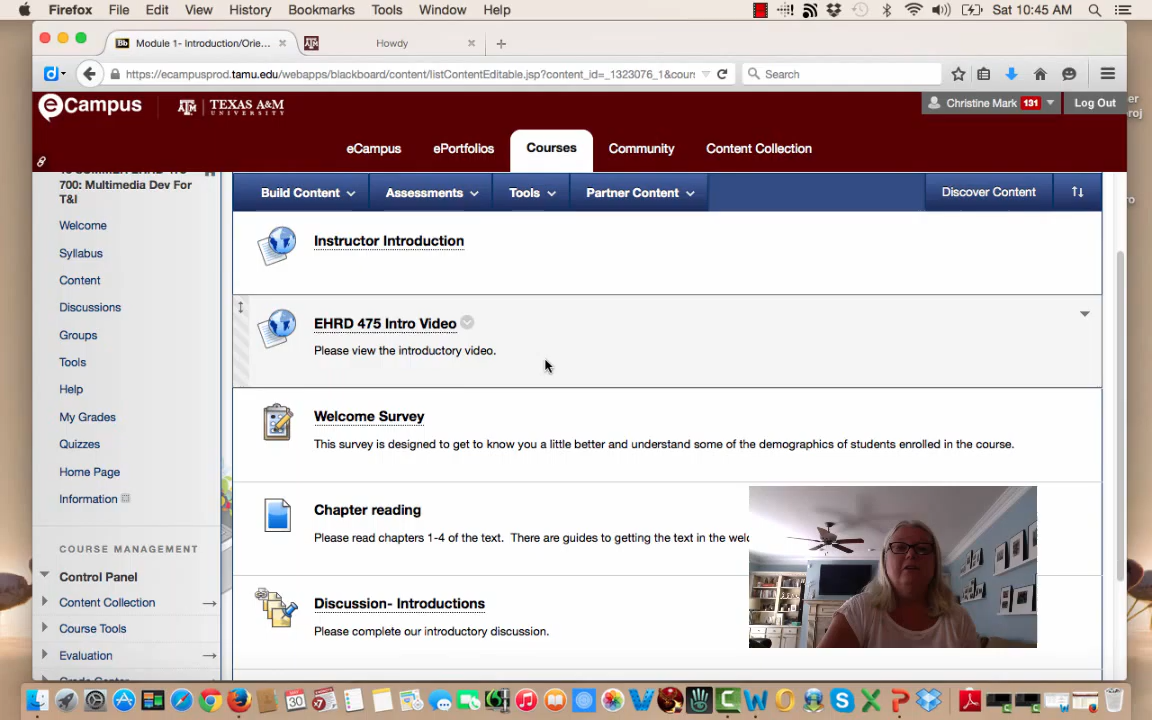 Firefox File Edit View History Bookmarks Tools Window Help Sat 10:45 AM
Bb Module 1- Introduction/Orie... Howdy
https://ecampusprod.tamu.edu/webapps/blackboard/content/listContentEditable.jsp?content_id=_1323076_1&cour Search
eCampus TEXAS A&M UNIVERSITY Christine Mark 131 Log Out
eCampus ePortfolios Courses Community Content Collection
700: Multimedia Dev For
T&I
Build Content Assessments Tools Partner Content Discover Content
Welcome
Syllabus
Content
Discussions
Groups
Tools
Help
My Grades
Quizzes
Home Page
Information
COURSE MANAGEMENT
Control Panel
Content Collection
Course Tools
Evaluation
Instructor Introduction
EHRD 475 Intro Video
Please view the introductory video.
Welcome Survey
This survey is designed to get to know you a little better and understand some of the demographics of students enrolled in the course.
Chapter reading
Please read chapters 1-4 of the text. There are guides to getting the text in the
Discussion- Introductions
Please complete our introductory discussion.